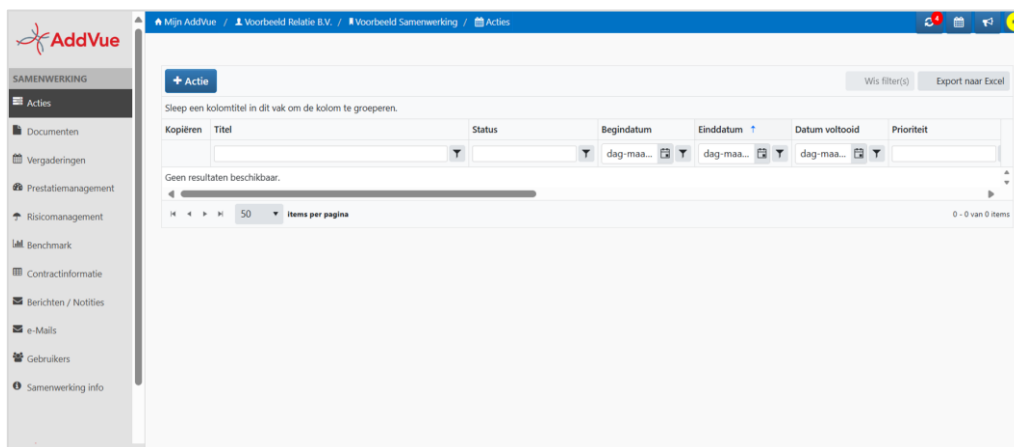 AddVue
Mijn AddVue / Voorbeeld Relatie B.V. / Voorbeeld Samenwerking / Acties
4
SAMENWERKING
Acties
Documenten
Vergaderingen
Prestatiemanagement
Risicomanagement
Benchmark
Contractinformatie
Berichten / Notities
e-Mails
Gebruikers
Samenwerking info
+ Actie
Wis filter(s)
Export naar Excel
Sleep een kolomtitel in dit vak om de kolom te groeperen.
Kopiëren Titel Status Begindatum Einddatum ↑ Datum voltooid Prioriteit
dag-maa... dag-maa... dag-maa...
Geen resultaten beschikbaar.
50 items per pagina
0 - 0 van 0 items